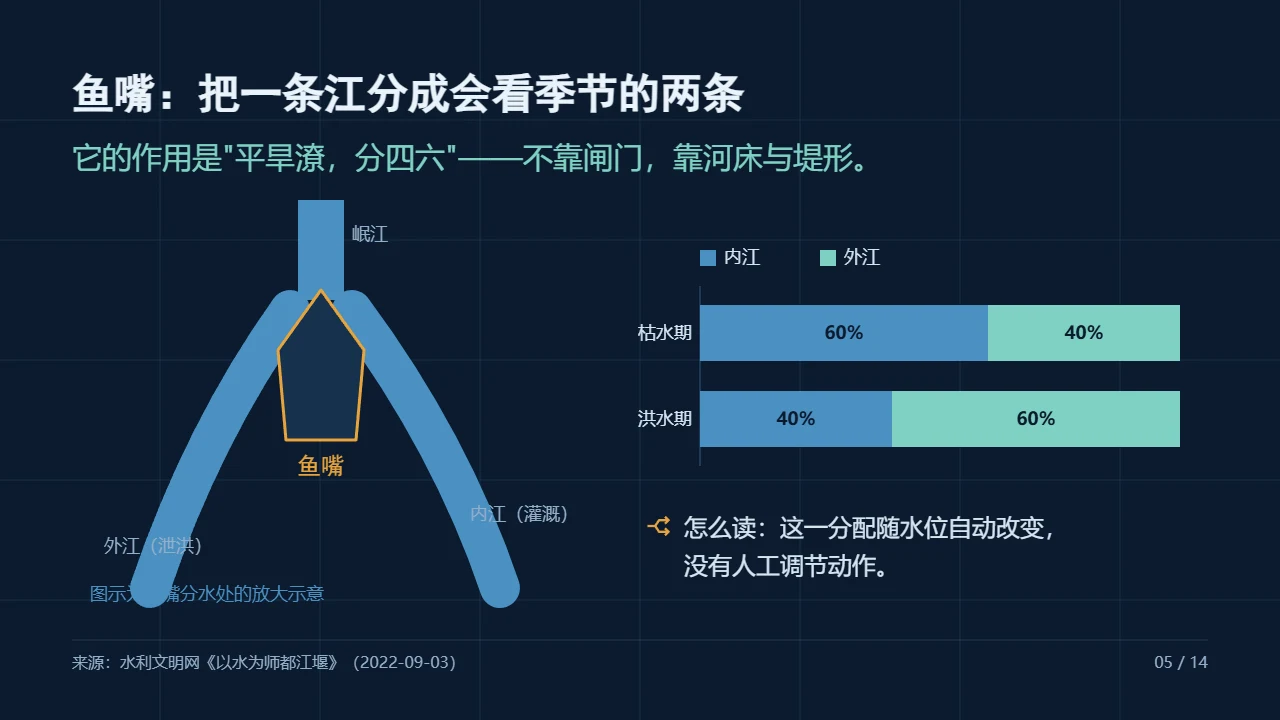 鱼嘴：把一条江分成会看季节的两条
它的作用是"平旱潦，分四六"——不靠闸门，靠河床与堤形。
岷江
鱼嘴
内江（灌溉）
外江（泄洪）
图示 嘴分水处的放大示意
内江
外江
枯水期
60%
40%
洪水期
40%
60%
怎么读：这一分配随水位自动改变，
没有人工调节动作。
来源：水利文明网《以水为师都江堰》（2022-09-03）
05 / 14